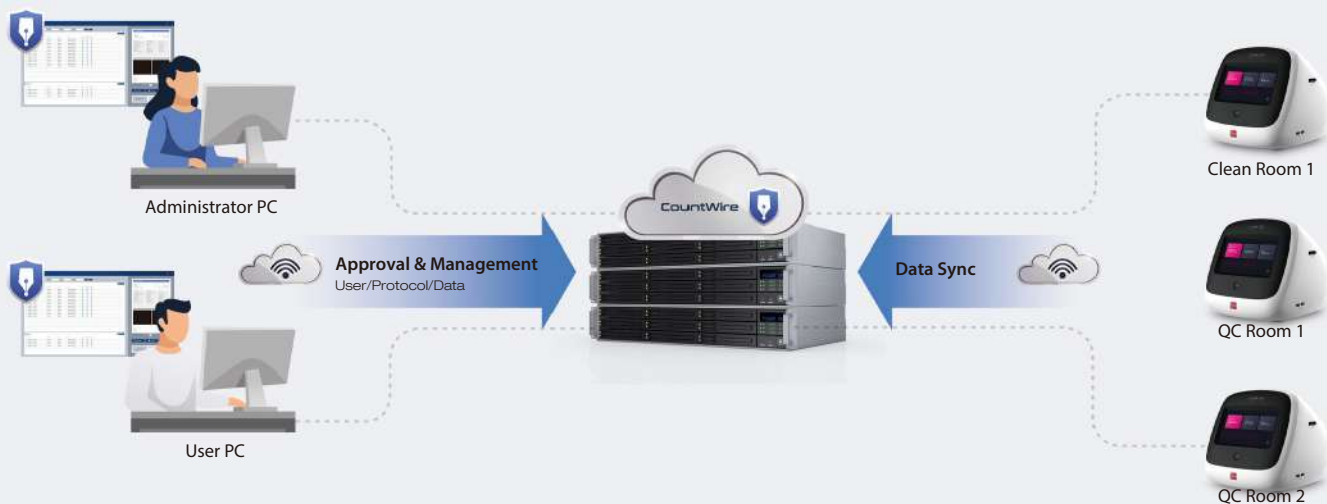 Administrator PC
User PC
Approval & Management
User/Protocol/Data
CountWire
Data Sync
Clean Room 1
QC Room 1
QC Room 2